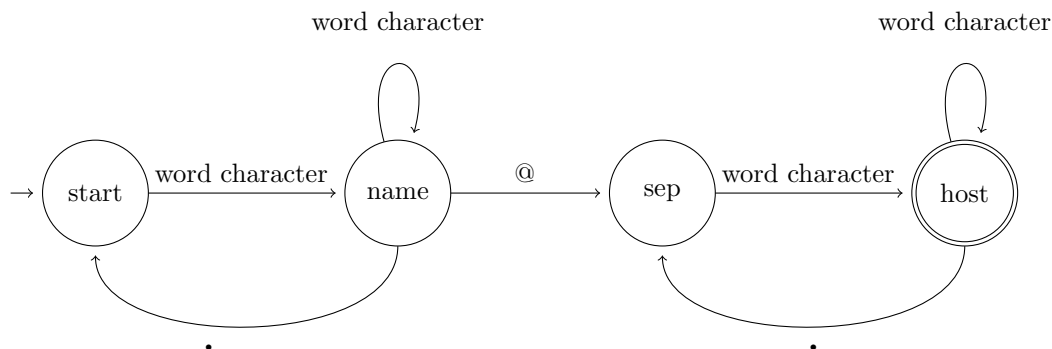 word character
word character
word character
@
word character
start
name
sep
host
.
.